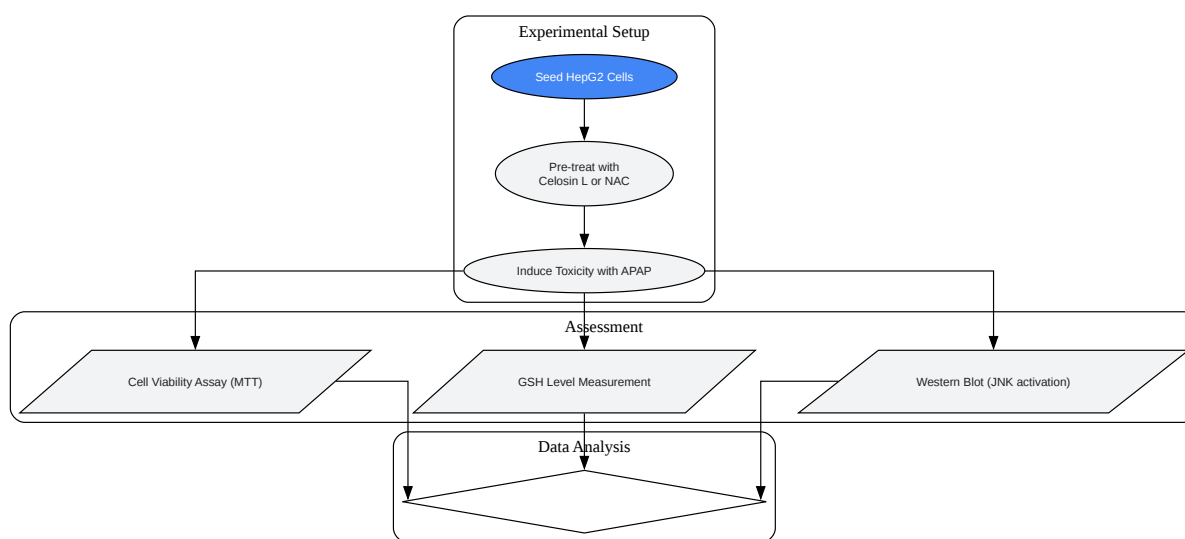 Experimental Setup
Seed HepG2 Cells
Pre-treat with
Celosin L or NAC
Induce Toxicity with APAP
Assessment
Cell Viability Assay (MTT)
GSH Level Measurement
Western Blot (JNK activation)
Data Analysis